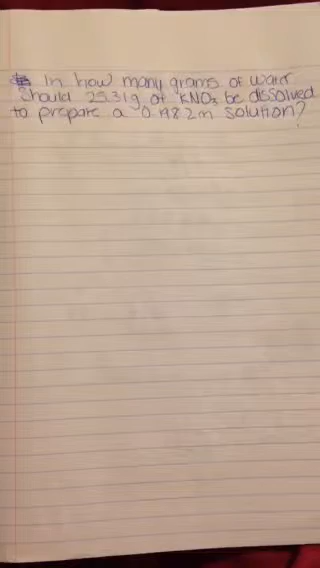 In how many grams of water
Should 25.31g of KNO₃ be dissolved
to prepare a 0.1982m solution?